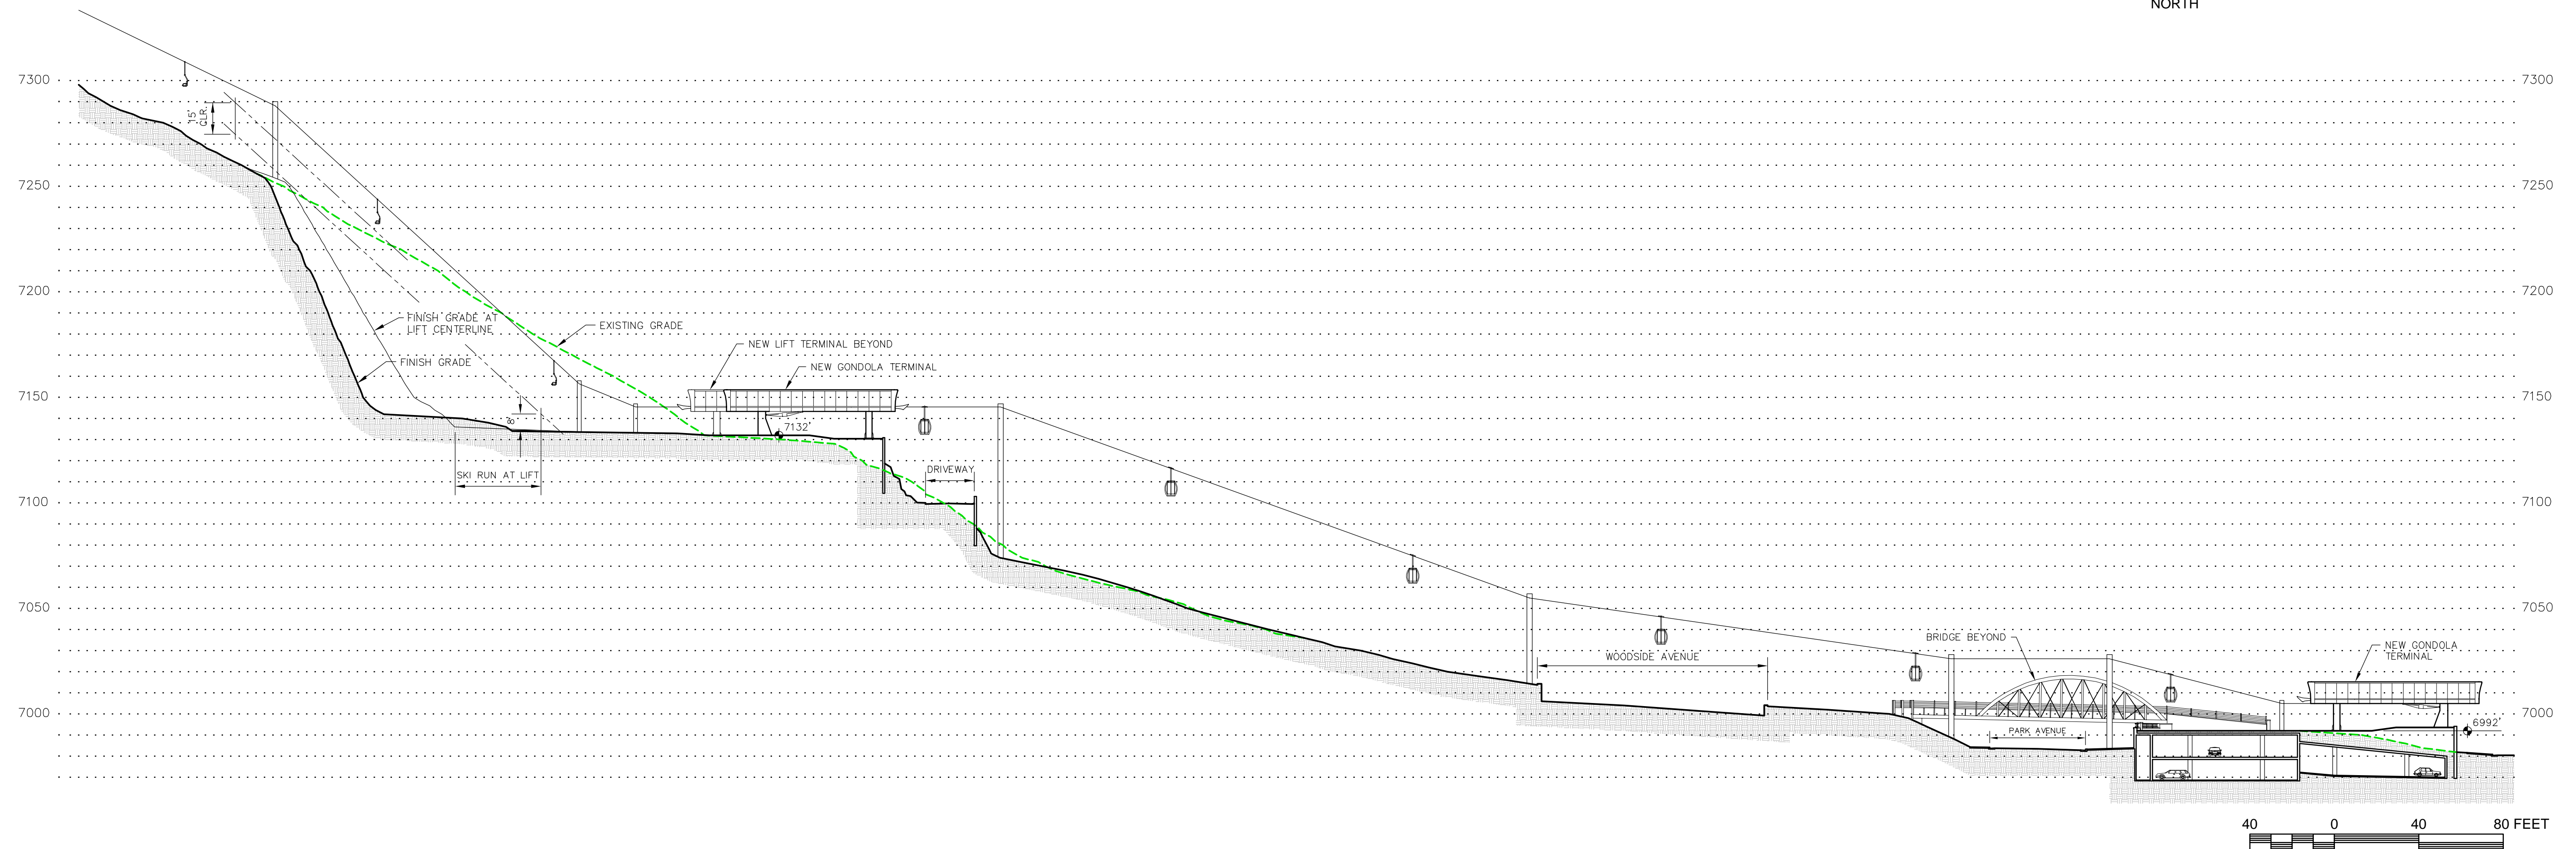 NORTH
7300
7300
15'
CLR.
7250
7250
7200
7200
FINISH GRADE AT
LIFT CENTERLINE
EXISTING GRADE
NEW LIFT TERMINAL BEYOND
FINISH GRADE
NEW GONDOLA TERMINAL
7150
7150
8'
7132'
SKI RUN AT LIFT
DRIVEWAY
7100
7100
7050
7050
WOODSIDE AVENUE
BRIDGE BEYOND
NEW GONDOLA
TERMINAL
7000
7000
PARK AVENUE
6992'
40 0 40 80 FEET